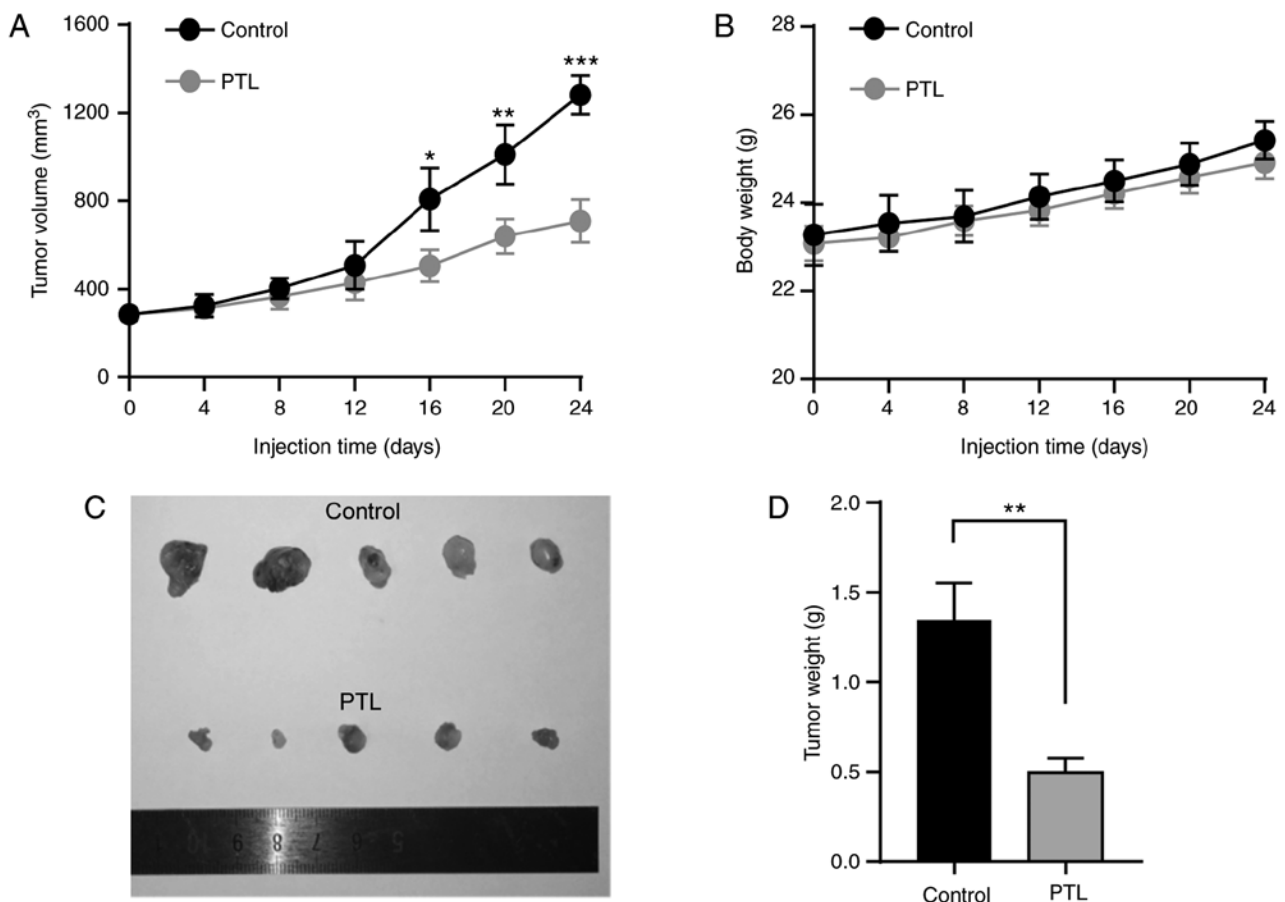 A
Control
PTL
*
**
***
Tumor volume (mm³)
1600
1200
800
400
0
0 4 8 12 16 20 24
Injection time (days)
B
Control
PTL
Body weight (g)
28
26
24
22
20
0 4 8 12 16 20 24
Injection time (days)
C
Control
PTL
10 9 8 7 6 5
D
**
Tumor weight (g)
2.0
1.5
1.0
0.5
0.0
Control PTL